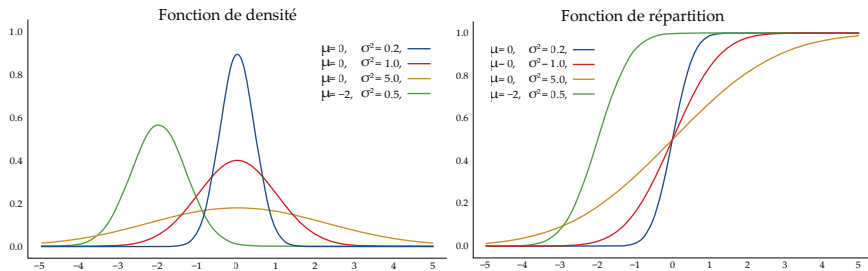 Fonction de densité
1.0
0.8
0.6
0.4
0.2
0.0
μ= 0, σ²= 0.2,
μ= 0, σ²= 1.0,
μ= 0, σ²= 5.0,
μ= −2, σ²= 0.5,
−5 −4 −3 −2 −1 0 1 2 3 4 5
Fonction de répartition
1.0
0.8
0.6
0.4
0.2
0.0
μ= 0, σ²= 0.2,
μ= 0, σ²= 1.0,
μ= 0, σ²= 5.0,
μ= −2, σ²= 0.5,
−5 −4 −3 −2 −1 0 1 2 3 4 5